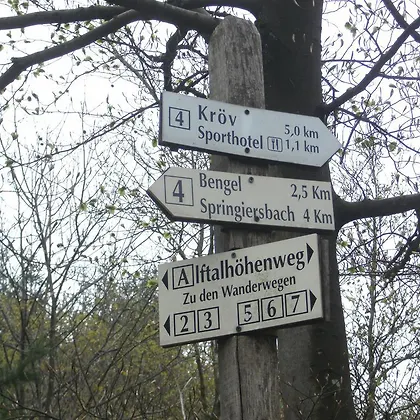 4 Kröv 5,0 km
Sporthotel 1,1 km
4 Bengel 2,5 Km
Springiersbach 4 Km
Alftalhöhenweg
Zu den Wanderwegen
2 3 5 6 7